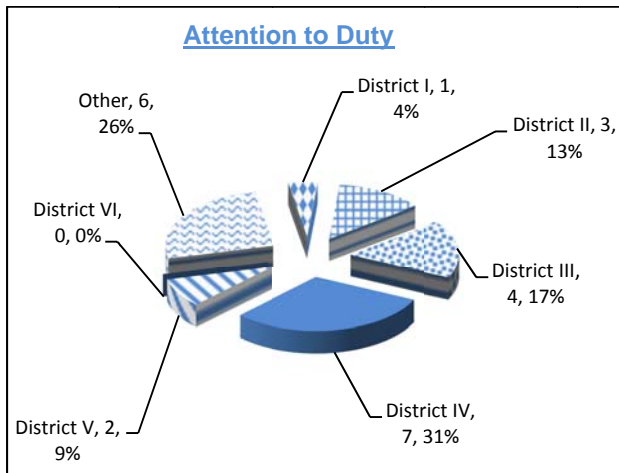 Attention to Duty
District I, 1,
4%
District II, 3,
13%
District III,
4, 17%
District IV,
7, 31%
District V, 2,
9%
District VI,
0, 0%
Other, 6,
26%